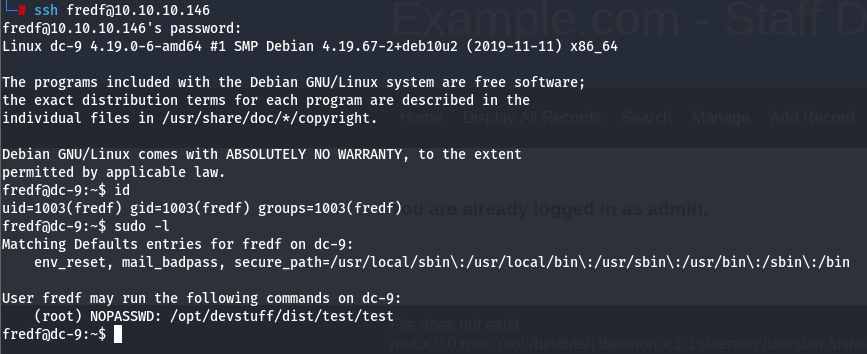 # ssh fredf@10.10.10.146
fredf@10.10.10.146's password:
Linux dc-9 4.19.0-6-amd64 #1 SMP Debian 4.19.67-2+deb10u2 (2019-11-11) x86_64
The programs included with the Debian GNU/Linux system are free software;
the exact distribution terms for each program are described in the
individual files in /usr/share/doc/*/copyright.
Debian GNU/Linux comes with ABSOLUTELY NO WARRANTY, to the extent
permitted by applicable law.
fredf@dc-9:~$ id
uid=1003(fredf) gid=1003(fredf) groups=1003(fredf)
fredf@dc-9:~$ sudo -l
Matching Defaults entries for fredf on dc-9:
env_reset, mail_badpass, secure_path=/usr/local/sbin\:/usr/local/bin\:/usr/sbin\:/usr/bin\:/sbin\:/bin
User fredf may run the following commands on dc-9:
(root) NOPASSWD: /opt/devstuff/dist/test/test
fredf@dc-9:~$
Example.com - Staff D
Home Display All Records Search Manage Add Record
ou are already logged in as admin.
File does not exist
root:x:0:0:root:/root:/bin/bash daemon:x:1:1:daemon:/usr/sbin:/usr/s